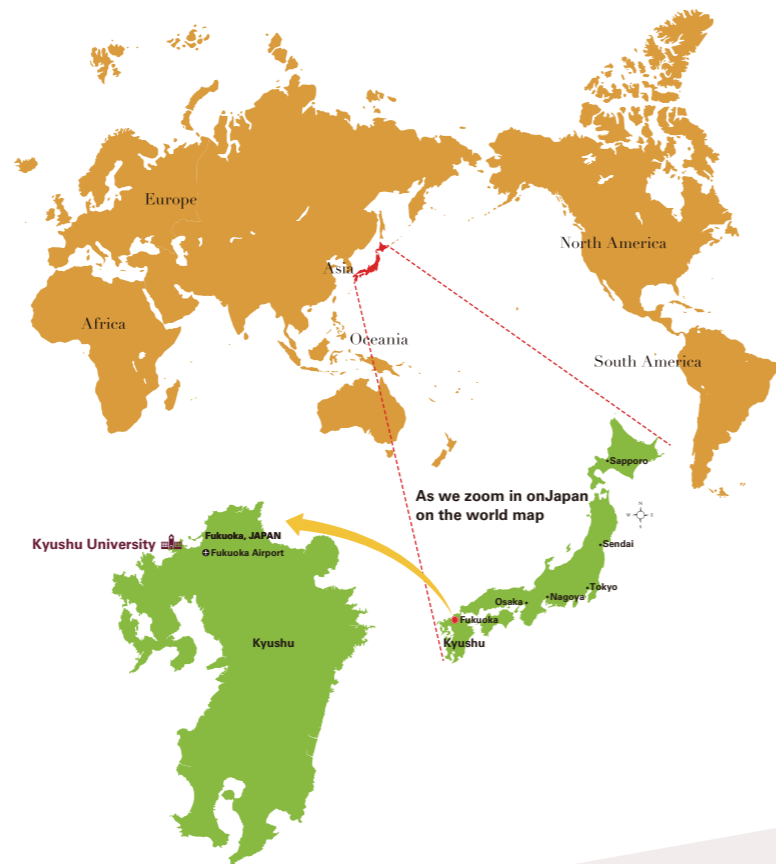 Europe
Asia
North America
Africa
Oceania
South America
As we zoom in onJapan
on the world map
Sapporo
N
W E
S
Sendai
Tokyo
Nagoya
Osaka
Fukuoka
Kyushu
Kyushu University
Fukuoka, JAPAN
Fukuoka Airport
Kyushu